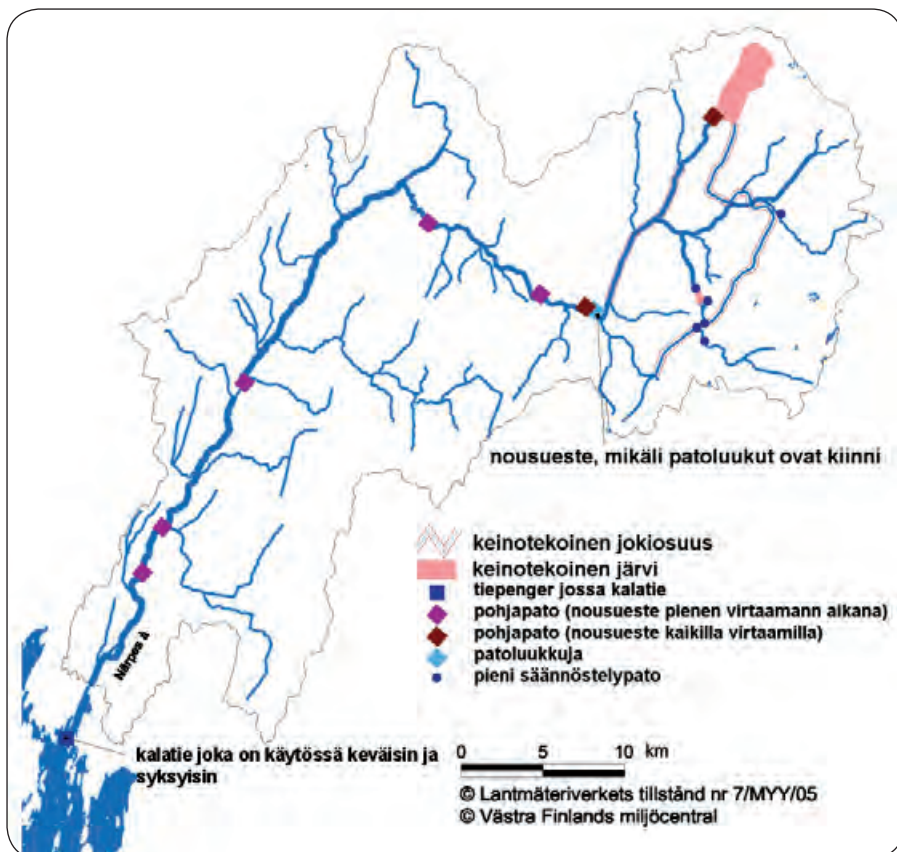 nousueste, mikäli patoluukut ovat kiinni
keinotekoinen jokiosuus
keinotekoinen järvi
tiepenger jossa kalatie
pohjapato (nousueste pienen virtaamann aikana)
pohjapato (nousueste kaikilla virtaamilla)
patoluukkuja
pieni säännöstelypato
Närpes å
kalatie joka on käytössä keväisin ja
syksyisin
0 5 10 km
© Lantmäteriverkets tillstånd nr 7/MYY/05
© Västra Finlands miljöcentral